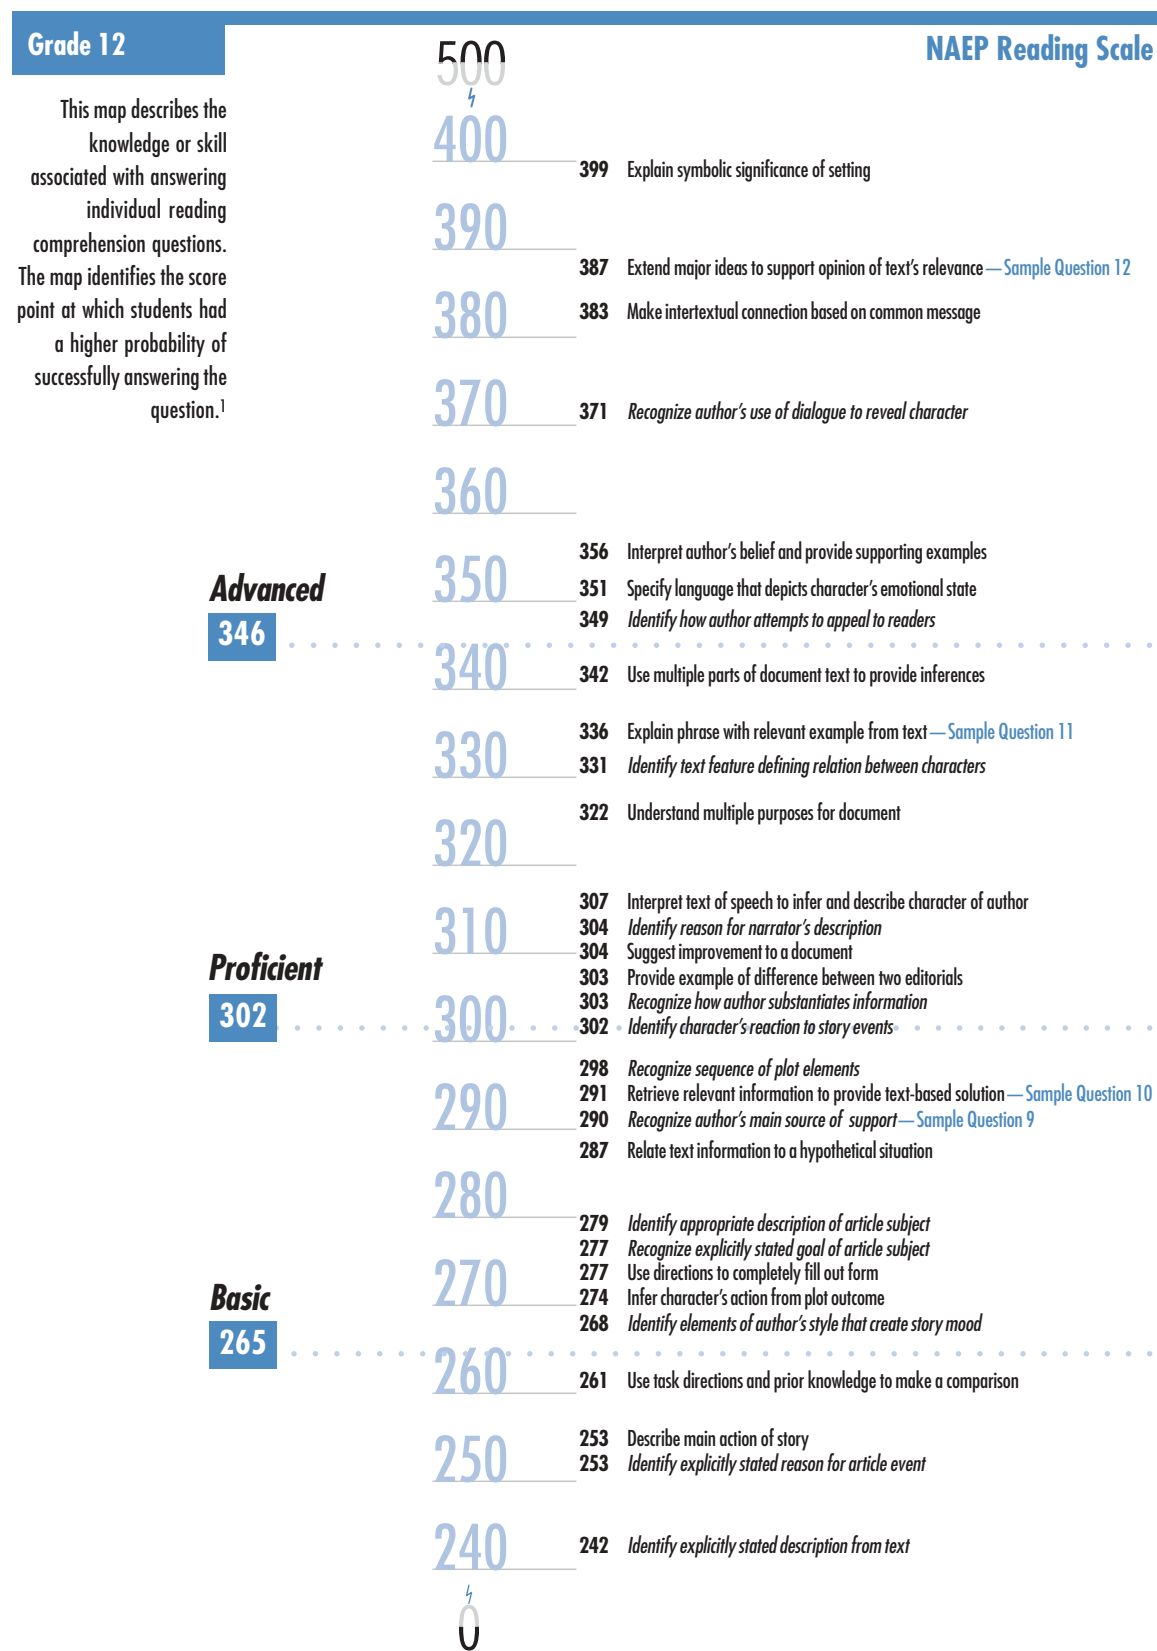 Grade 12
NAEP Reading Scale
This map describes the
knowledge or skill
associated with answering
individual reading
comprehension questions.
The map identifies the score
point at which students had
a higher probability of
successfully answering the
question.1
500
400
399 Explain symbolic significance of setting
390
387 Extend major ideas to support opinion of text's relevance—Sample Question 12
380
383 Make intertextual connection based on common message
370
371 Recognize author's use of dialogue to reveal character
360
356 Interpret author's belief and provide supporting examples
350
351 Specify language that depicts character's emotional state
Advanced
349 Identify how author attempts to appeal to readers
346
340
342 Use multiple parts of document text to provide inferences
336 Explain phrase with relevant example from text—Sample Question 11
330
331 Identify text feature defining relation between characters
322 Understand multiple purposes for document
320
307 Interpret text of speech to infer and describe character of author
310
304 Identify reason for narrator's description
304 Suggest improvement to a document
Proficient
303 Provide example of difference between two editorials
303 Recognize how author substantiates information
302
300
302 Identify character's reaction to story events
298 Recognize sequence of plot elements
291 Retrieve relevant information to provide text-based solution—Sample Question 10
290
290 Recognize author's main source of support—Sample Question 9
287 Relate text information to a hypothetical situation
280
279 Identify appropriate description of article subject
277 Recognize explicitly stated goal of article subject
270
277 Use directions to completely fill out form
Basic
274 Infer character's action from plot outcome
268 Identify elements of author's style that create story mood
265
260
261 Use task directions and prior knowledge to make a comparison
253 Describe main action of story
250
253 Identify explicitly stated reason for article event
240
242 Identify explicitly stated description from text
0